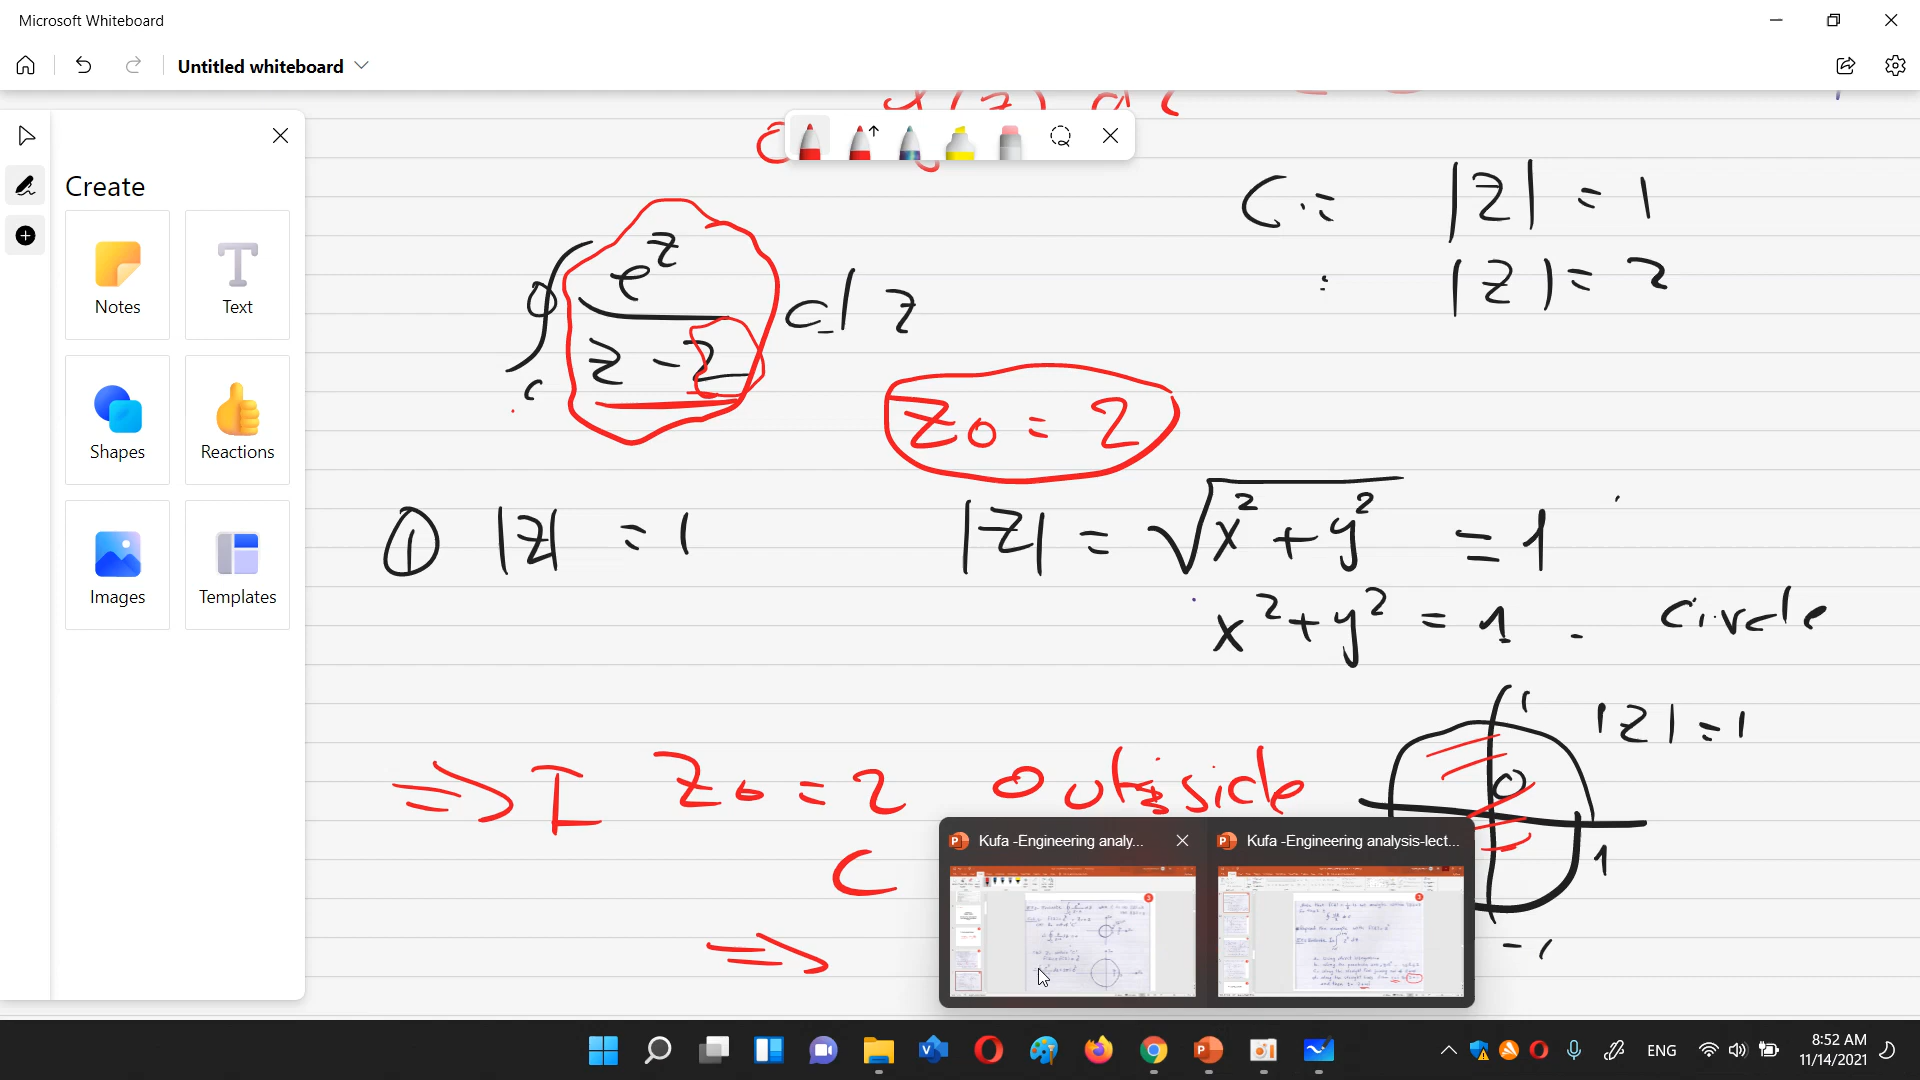 Microsoft Whiteboard
Untitled whiteboard
Create
Notes
Text
Shapes
Reactions
Images
Templates
C := |z| = 1
: |z| = 2
∮c e^z / (z - 2) dz
z0 = 2
① |z| = 1
|z| = √(x² + y²) = 1
x² + y² = 1 . circle
|z| = 1
1
0
1
-1
⇒ I z0 = 2 outside
C
⇒
Kufa -Engineering analy...
Kufa -Engineering analysis-lect...
ENG
8:52 AM
11/14/2021